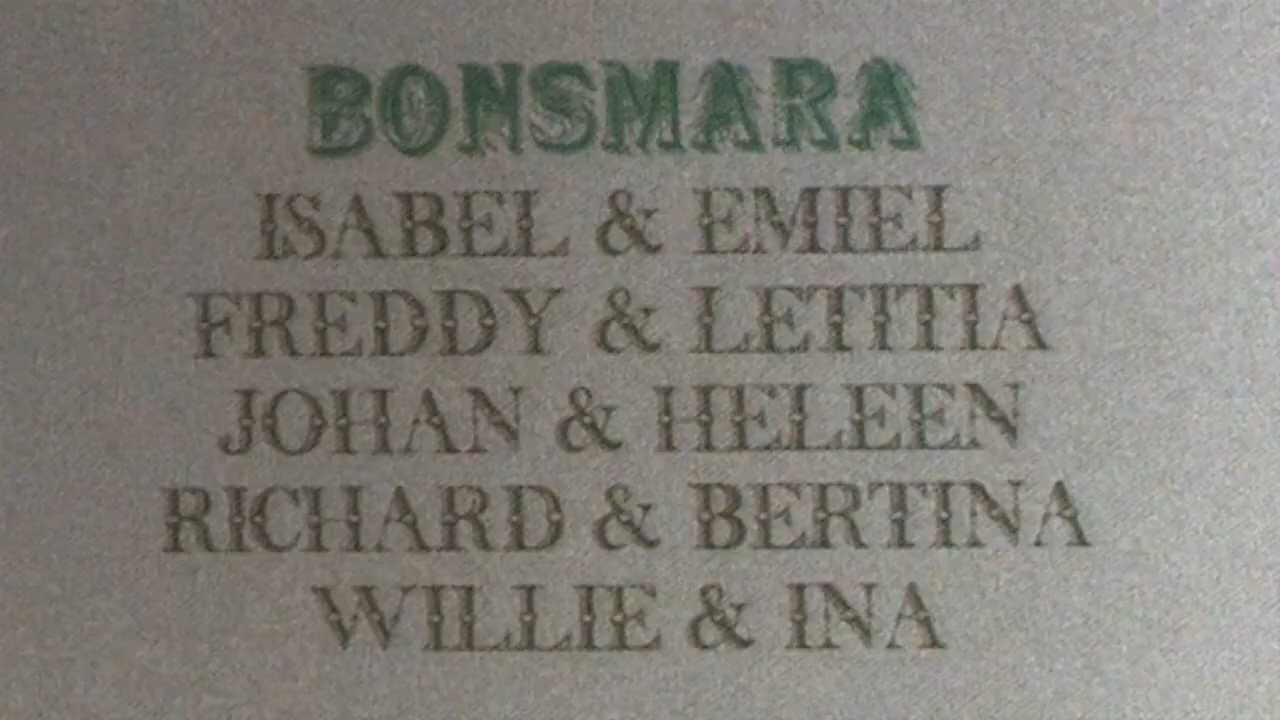 BONSMARA
ISABEL & EMIEL
FREDDY & LETITIA
JOHAN & HELEEN
RICHARD & BERTINA
WILLIE & INA